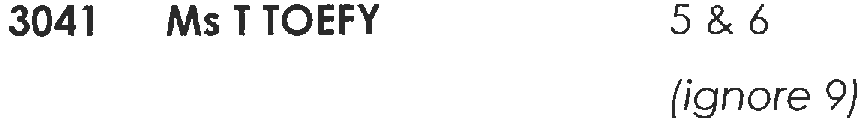 3041 Ms T TOEFY 5 & 6
(ignore 9)